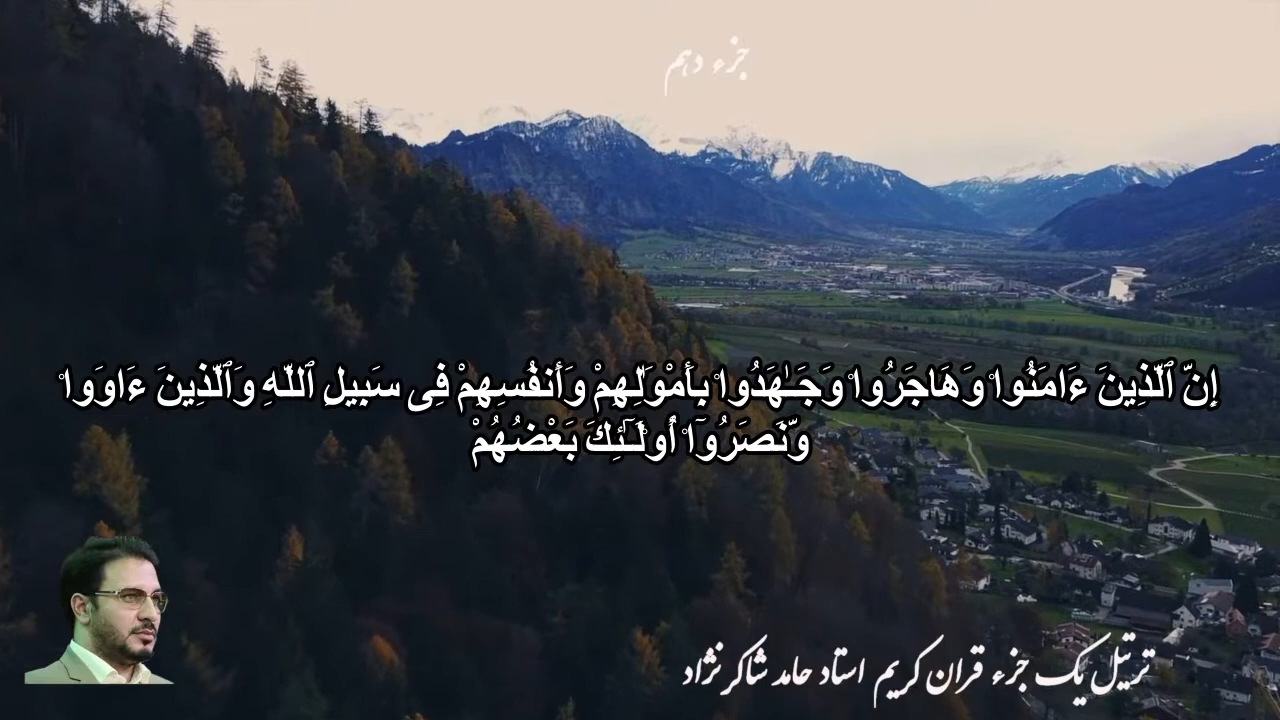 جزء دهم
إِنَّ ٱلَّذِينَ ءَامَنُوا۟ وَهَاجَرُوا۟ وَجَـٰهَدُوا۟ بِأَمْوَٰلِهِمْ وَأَنفُسِهِمْ فِى سَبِيلِ ٱللَّهِ وَٱلَّذِينَ ءَاوَوا۟
وَّنَصَرُوٓا۟ أُو۟لَـٰٓئِكَ بَعْضُهُمْ
ترتیل یک جزء قران کریم استاد حامد شاکرنژاد